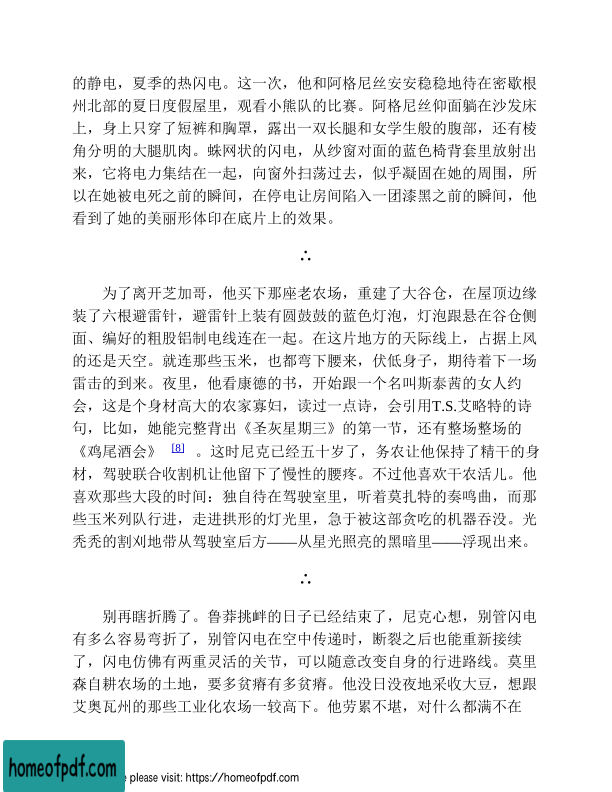 的静电，夏季的热闪电。这一次，他和阿格尼丝安安稳稳地待在密歇根
州北部的夏日度假屋里，观看小熊队的比赛。阿格尼丝仰面躺在沙发床
上，身上只穿了短裤和胸罩，露出一双长腿和女学生般的腹部，还有棱
角分明的大腿肌肉。蛛网状的闪电，从纱窗对面的蓝色椅背套里放射出
来，它将电力集结在一起，向窗外扫荡过去，似乎凝固在她的周围，所
以在她被电死之前的瞬间，在停电让房间陷入一团漆黑之前的瞬间，他
看到了她的美丽形体印在底片上的效果。
∴
为了离开芝加哥，他买下那座老农场，重建了大谷仓，在屋顶边缘
装了六根避雷针，避雷针上装有圆鼓鼓的蓝色灯泡，灯泡跟悬在谷仓侧
面、编好的粗股铝制电线连在一起。在这片地方的天际线上，占据上风
的还是天空。就连那些玉米，也都弯下腰来，伏低身子，期待着下一场
雷击的到来。夜里，他看康德的书，开始跟一个名叫斯泰茜的女人约
会，这是个身材高大的农家寡妇，读过一点诗，会引用T.S.艾略特的诗
句，比如，她能完整背出《圣灰星期三》的第一节，还有整场整场的
《鸡尾酒会》 [8] 。这时尼克已经五十岁了，务农让他保持了精干的身
材，驾驶联合收割机让他留下了慢性的腰疼。不过他喜欢干农活儿。他
喜欢那些大段的时间：独自待在驾驶室里，听着莫扎特的奏鸣曲，而那
些玉米列队行进，走进拱形的灯光里，急于被这部贪吃的机器吞没。光
秃秃的割刈地带从驾驶室后方——从星光照亮的黑暗里——浮现出来。
∴
别再瞎折腾了。鲁莽挑衅的日子已经结束了，尼克心想，别管闪电
有多么容易弯折了，别管闪电在空中传递时，断裂之后也能重新接续
了，闪电仿佛有两重灵活的关节，可以随意改变自身的行进路线。莫里
森自耕农场的土地，要多贫瘠有多贫瘠。他没日没夜地采收大豆，想跟
艾奥瓦州的那些工业化农场一较高下。他劳累不堪，对什么都满不在
homeofpdf.com
e please visit: https://homeofpdf.com